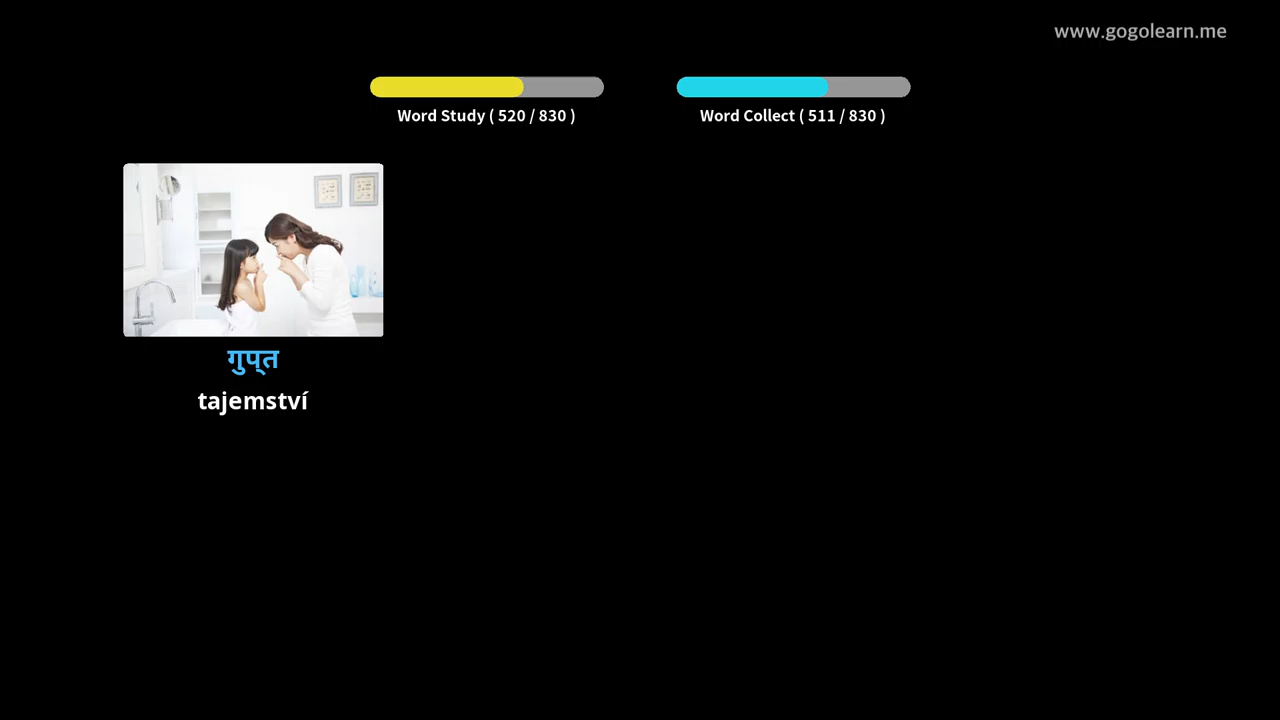 www.gogolearn.me
Word Study ( 520 / 830 )
Word Collect ( 511 / 830 )
गुप्त
tajemství